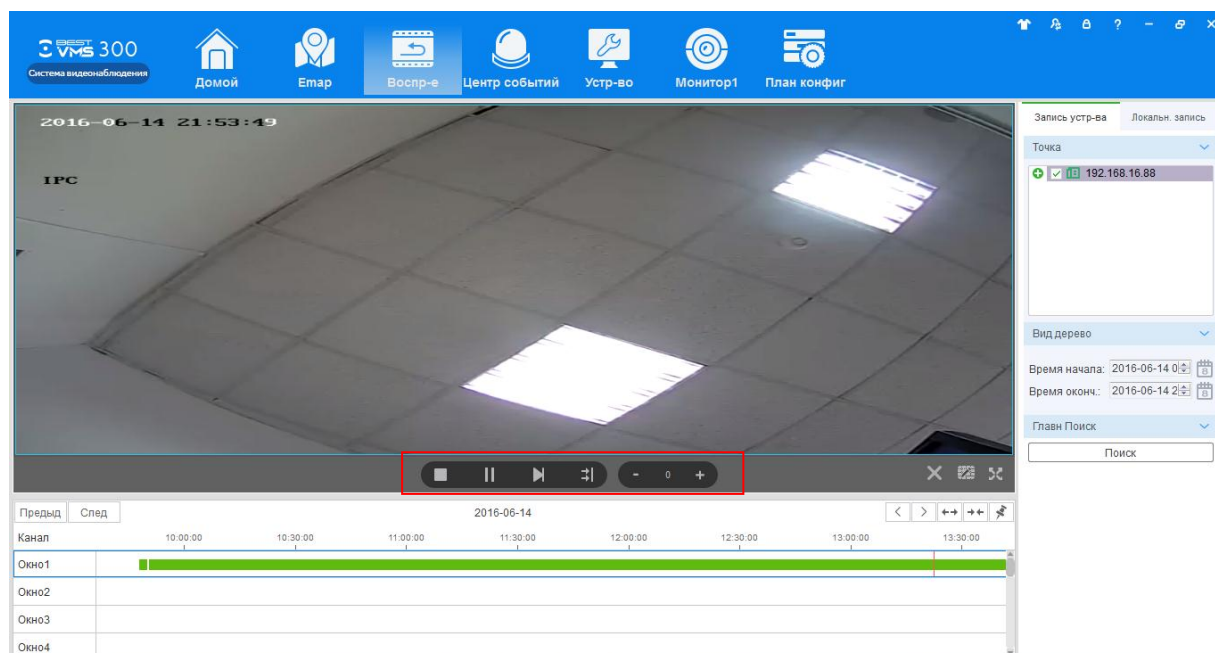 BEST
VMS 300
Система видеонаблюдения
Домой
Emap
Воспр-е
Центр событий
Устр-во
Монитор1
План конфиг
?
2016-06-14 21:53:49
IPC
Запись устр-ва
Локальн. запись
Точка
192.168.16.88
Вид дерево
Время начала: 2016-06-14 0
Время оконч.: 2016-06-14 2
Главн Поиск
Поиск
- 0 +
Предыд
След
2016-06-14
Канал
10:00:00
10:30:00
11:00:00
11:30:00
12:00:00
12:30:00
13:00:00
13:30:00
Окно1
Окно2
Окно3
Окно4